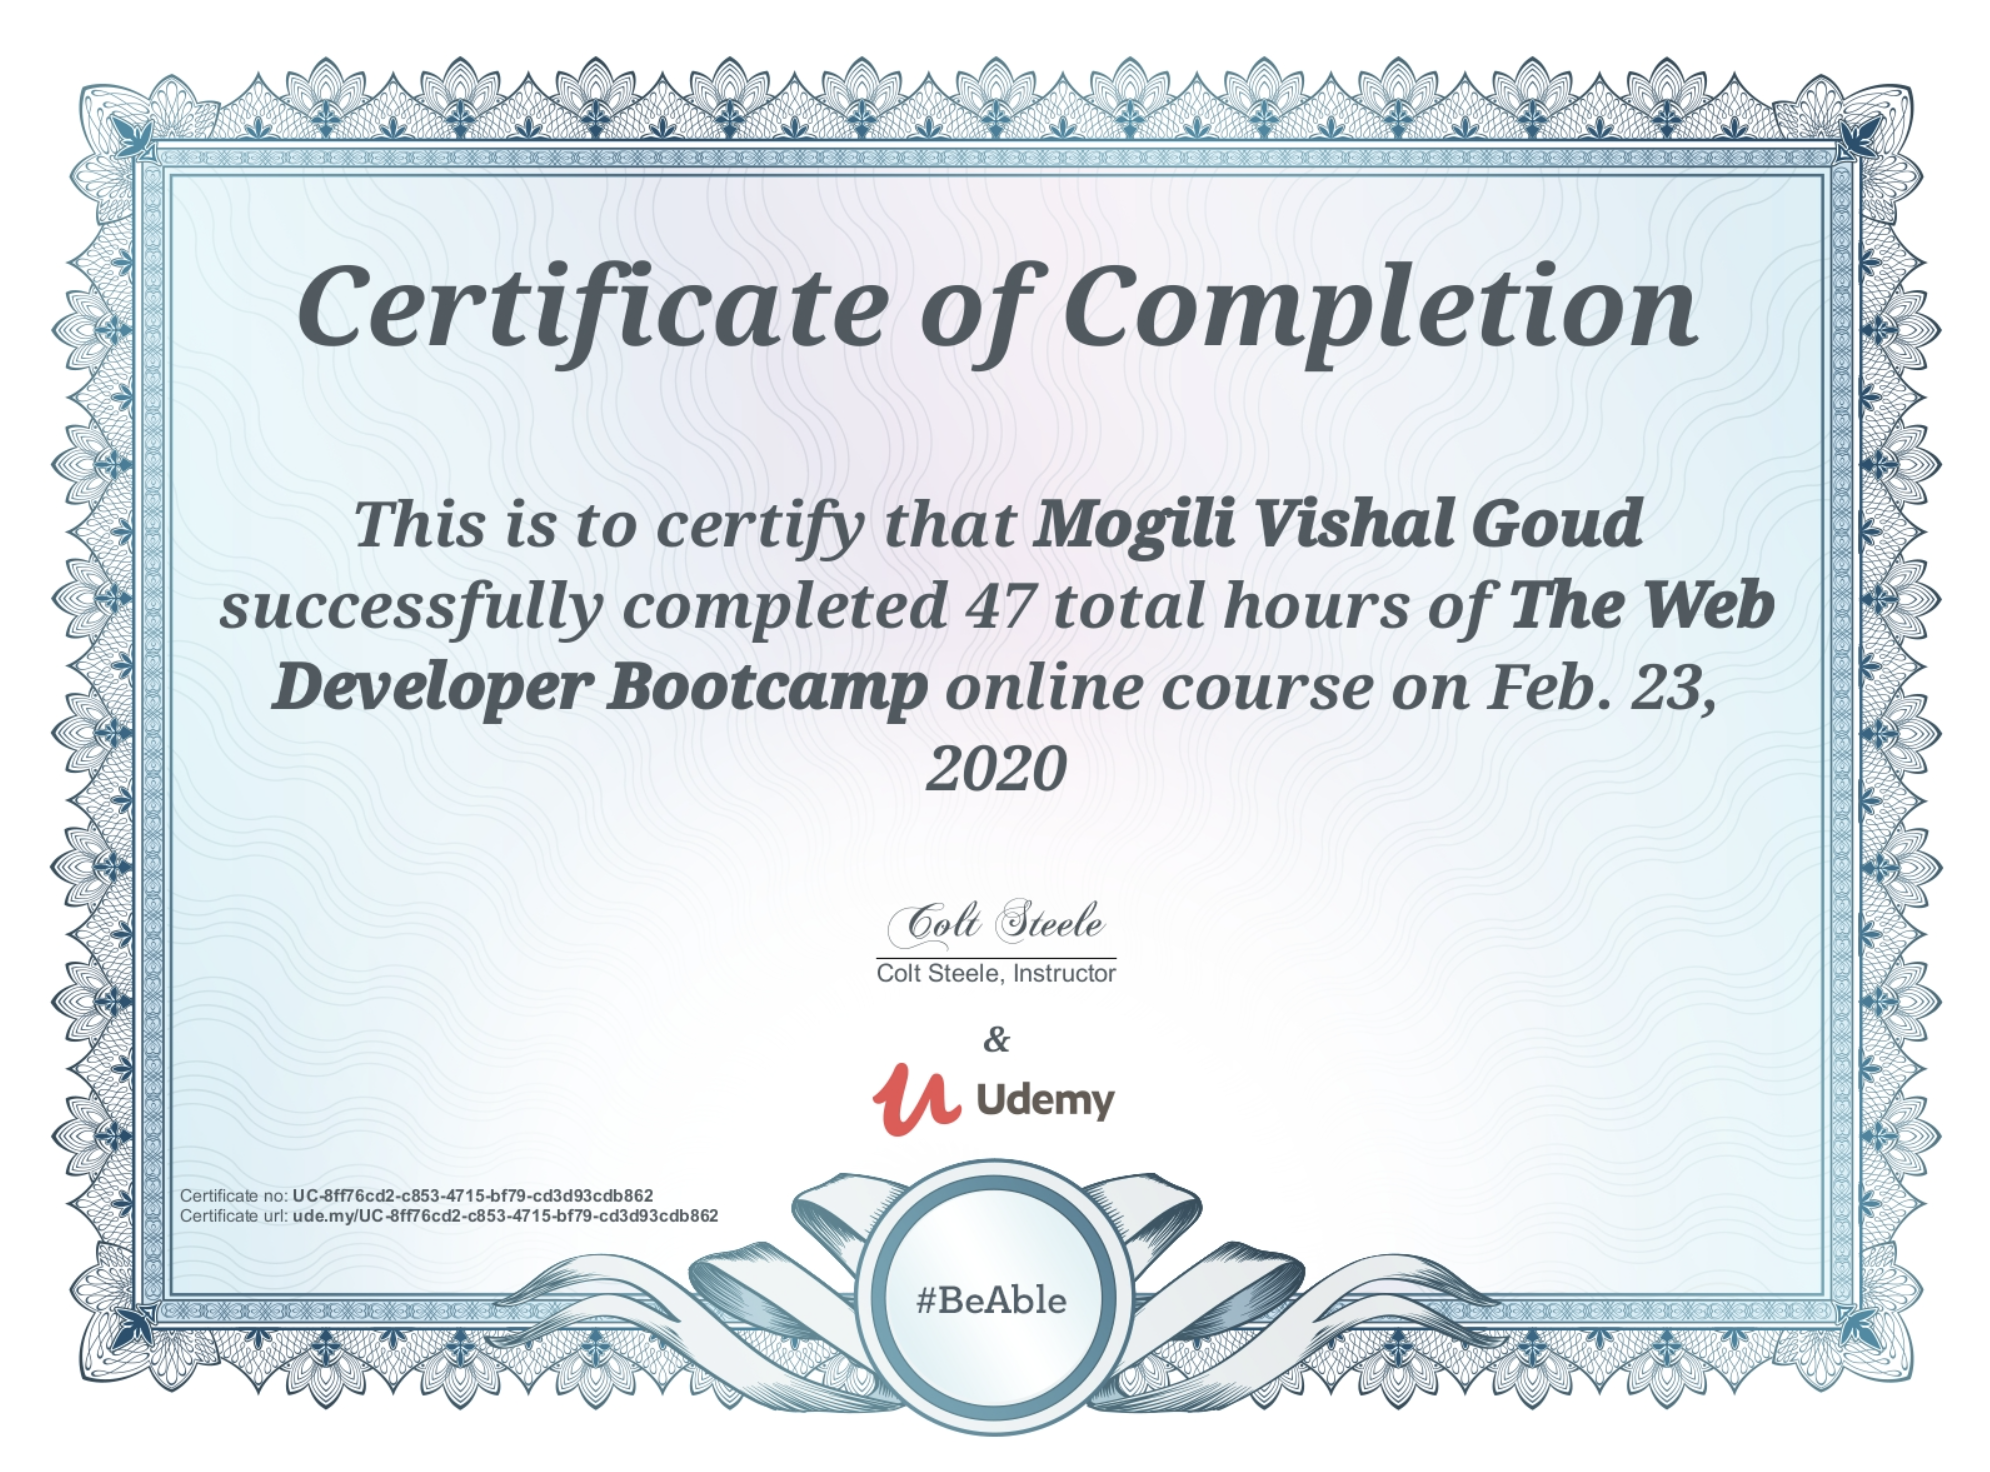 Certificate of Completion
This is to certify that Mogili Vishal Goud
successfully completed 47 total hours of The Web
Developer Bootcamp online course on Feb. 23,
2020
Colt Steele
Colt Steele, Instructor
&
Udemy
Certificate no: UC-8ff76cd2-c853-4715-bf79-cd3d93cdb862
Certificate url: ude.my/UC-8ff76cd2-c853-4715-bf79-cd3d93cdb862
#BeAble